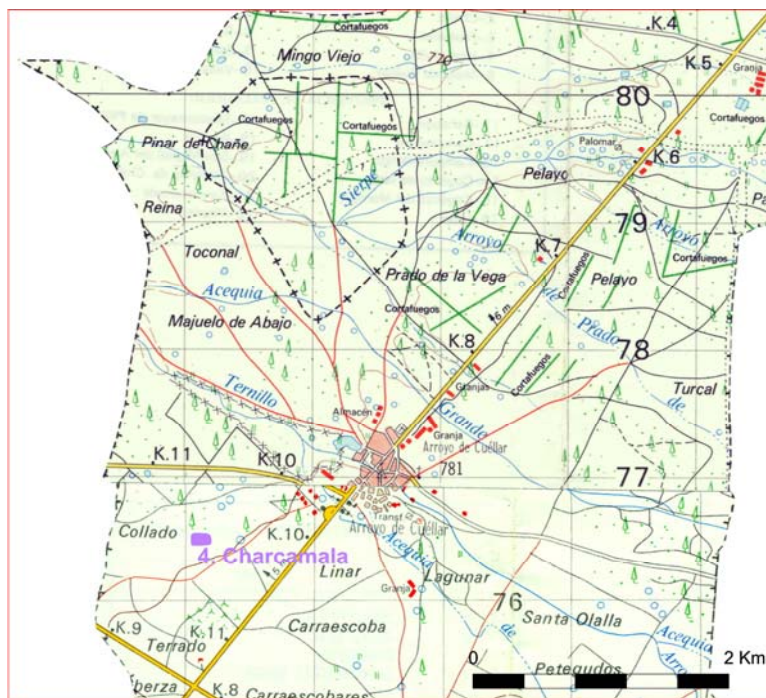 Cortafuegos
K.4
Mingo Viejo
770
K.5
Granja
80
Cortafuegos
Cortafuegos
Cortafuegos
Pinar de Chañe
Palomar
K.6
Sierpe
Pelayo
Reina
79
Arroyo
Arroyo
K.7
Toconal
Cortafuegos
Prado de la Vega
Cortafuegos
Pelayo
Acequia
de
Cortafuegos
6 m
Majuelo de Abajo
Prado
K.8
78
Ternillo
Granjas
Cortafuegos
Turcal
Almacén
Grande
de
Granja
Arroyo de Cuéllar
K.11
K.10
781
77
Collado
Transf.
Arroyo de Cuéllar
K.10
4. Charcamala
Acequia
Linar
Lagunar
Granja
76
Santa Olalla
K.9
Carraescoba
de
Terrado
K.11
Acequia
0
2 Km
berza
K.8
Carraescobares
Petegudos
Arro